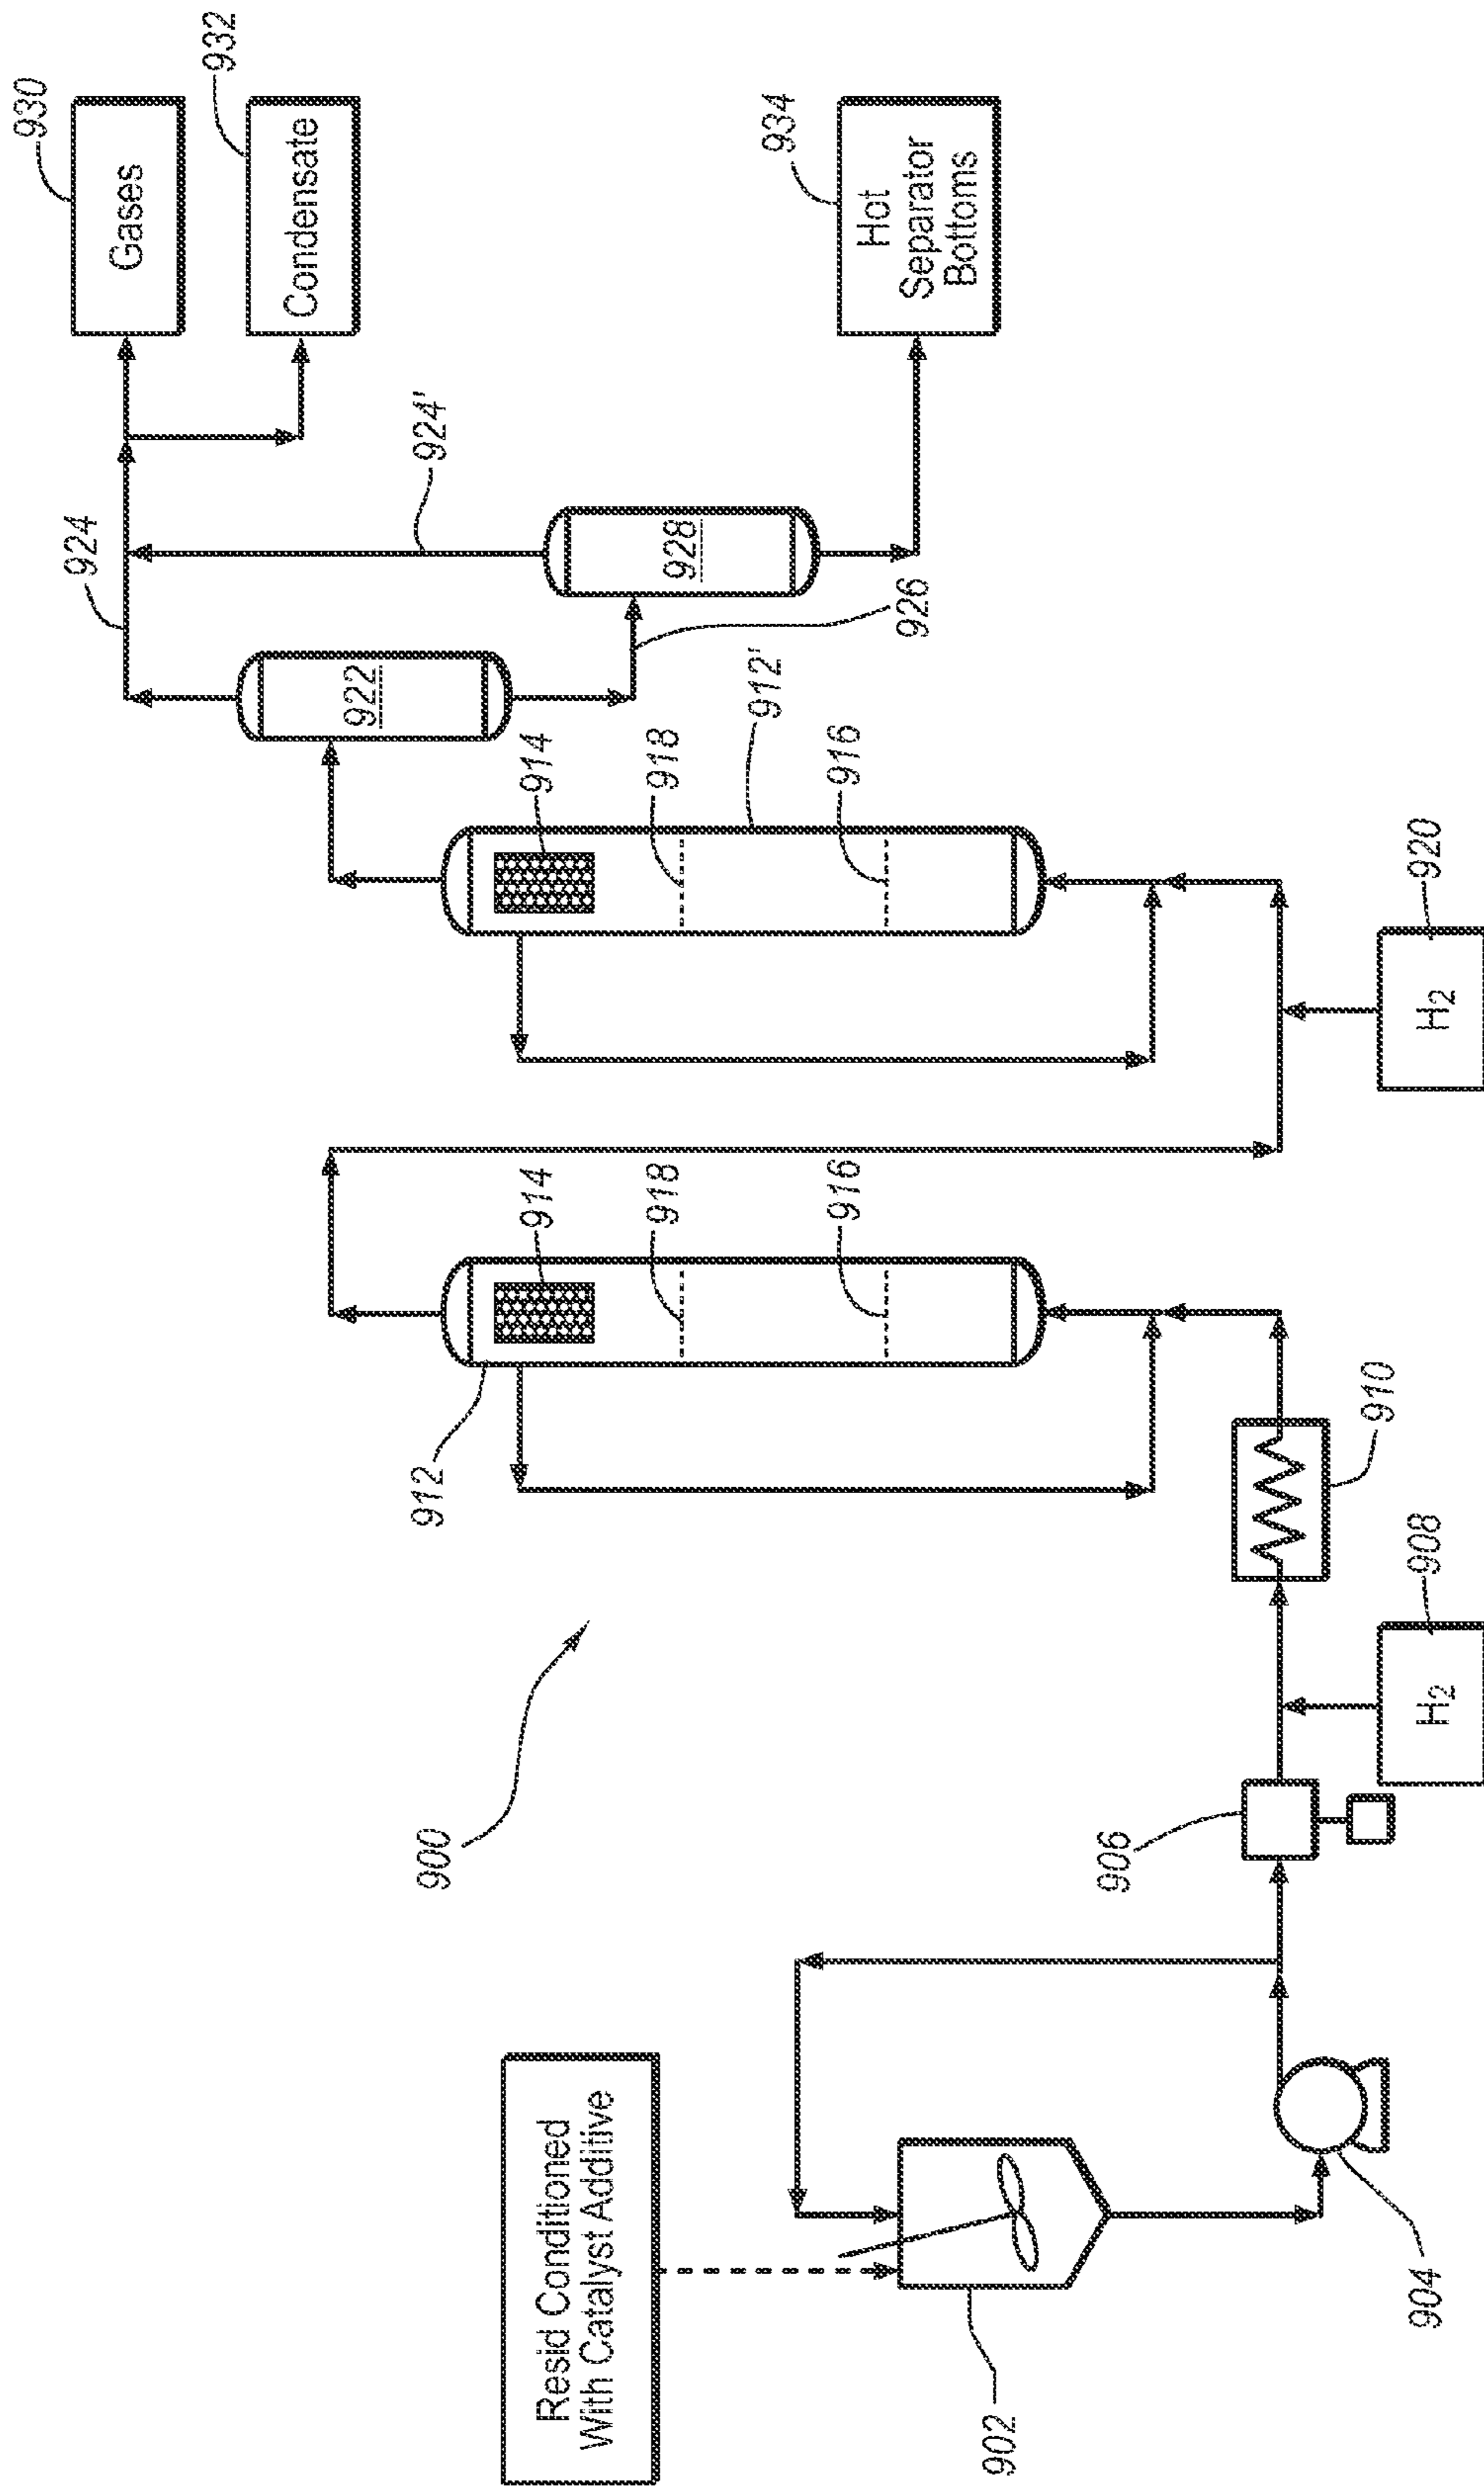 930
932
924
Gases
Condensate
922
924'
900
912
914
914
Resid Conditioned
With Catalyst Additive
918
918
928
912'
934
916
916
926
Hot
Separator
Bottoms
902
906
910
904
908
920
H2
H2